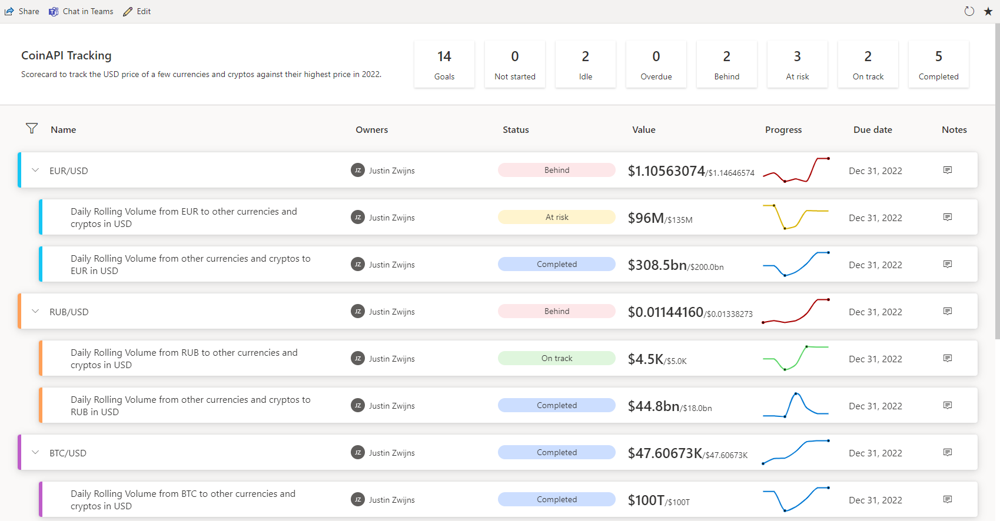 Share Chat in Teams Edit
CoinAPI Tracking
Scorecard to track the USD price of a few currencies and cryptos against their highest price in 2022.
14 0 2 0 2 3 2 5
Goals Not started Idle Overdue Behind At risk On track Completed
Name Owners Status Value Progress Due date Notes
EUR/USD JZ Justin Zwijns Behind $1.10563074/$1.14646574 Dec 31, 2022
Daily Rolling Volume from EUR to other currencies and
cryptos in USD
JZ Justin Zwijns At risk $96M/$135M Dec 31, 2022
Daily Rolling Volume from other currencies and cryptos to
EUR in USD
JZ Justin Zwijns Completed $308.5bn/$200.0bn Dec 31, 2022
RUB/USD JZ Justin Zwijns Behind $0.01144160/$0.01338273 Dec 31, 2022
Daily Rolling Volume from RUB to other currencies and
cryptos in USD
JZ Justin Zwijns On track $4.5K/$5.0K Dec 31, 2022
Daily Rolling Volume from other currencies and cryptos to
RUB in USD
JZ Justin Zwijns Completed $44.8bn/$18.0bn Dec 31, 2022
BTC/USD JZ Justin Zwijns Completed $47.60673K/$47.60673K Dec 31, 2022
Daily Rolling Volume from BTC to other currencies and
cryptos in USD
JZ Justin Zwijns Completed $100T/$100T Dec 31, 2022